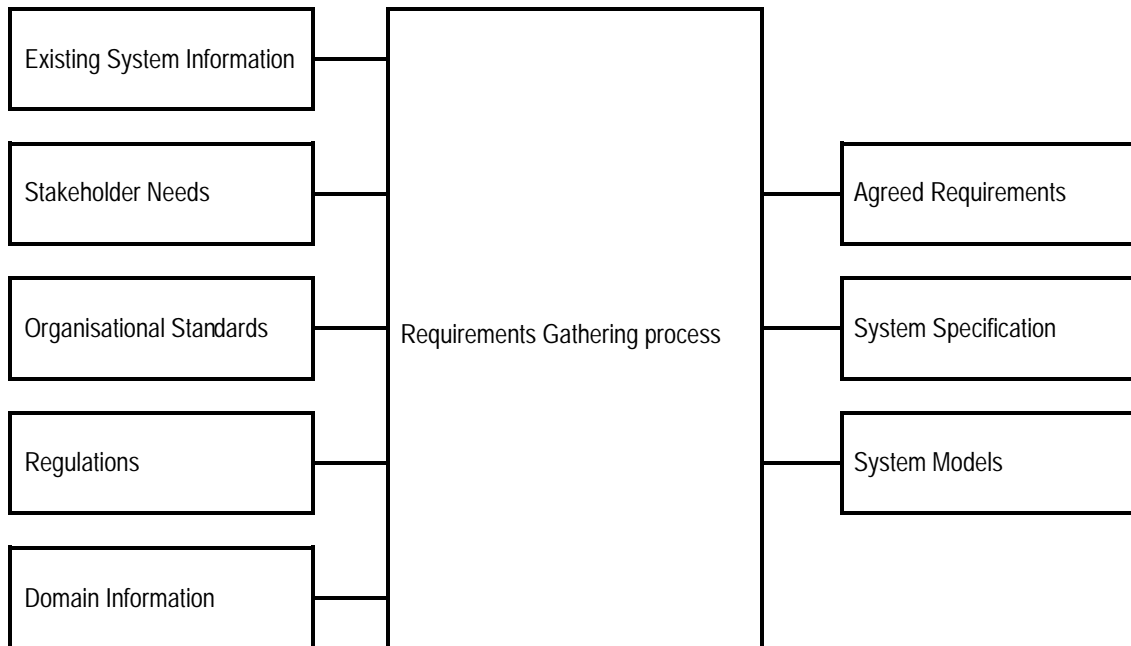 Existing System Information
Stakeholder Needs
Organisational Standards
Regulations
Domain Information
Requirements Gathering process
Agreed Requirements
System Specification
System Models